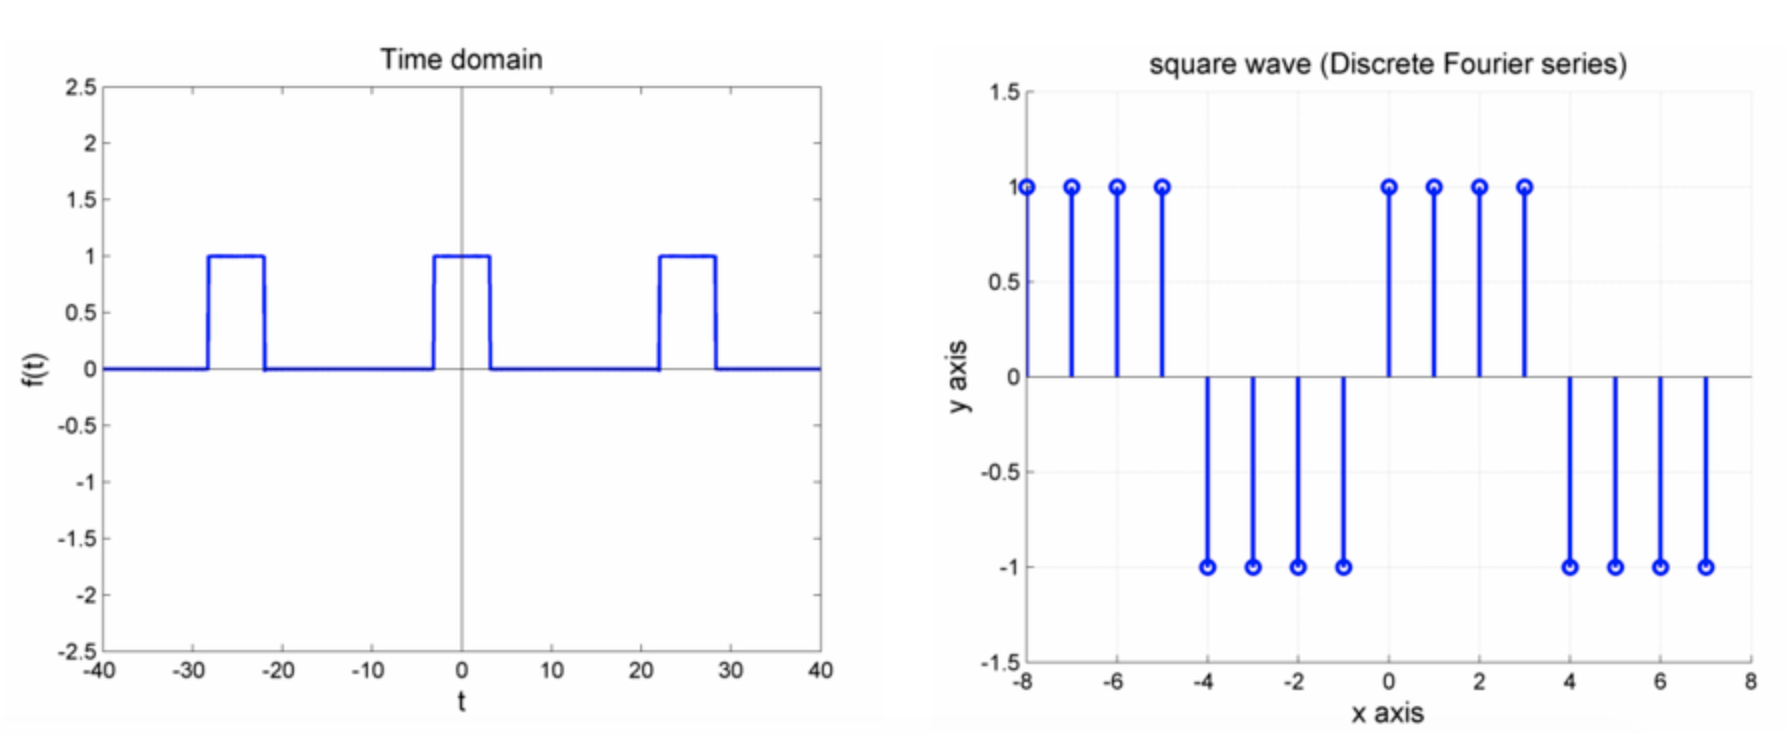 Time domain
2.5
2
1.5
1
0.5
0
-0.5
-1
-1.5
-2
-2.5
f(t)
-40 -30 -20 -10 0 10 20 30 40
t
square wave (Discrete Fourier series)
1.5
1
0.5
0
-0.5
-1
-1.5
y axis
-8 -6 -4 -2 0 2 4 6 8
x axis